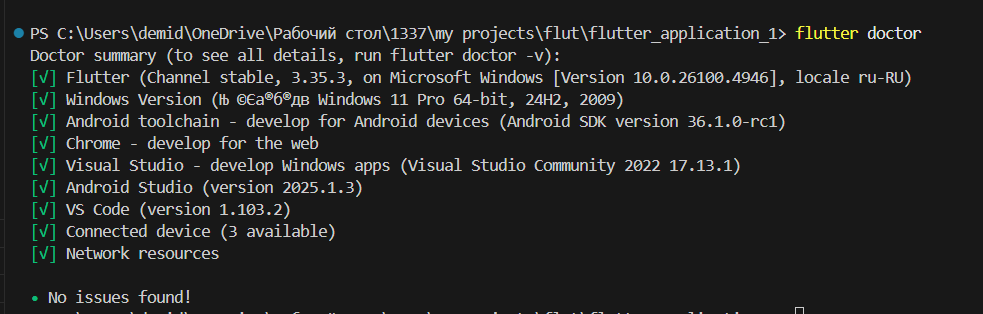 PS C:\Users\demid\OneDrive\Рабочий стол\1337\my projects\flut\flutter_application_1> flutter doctor
Doctor summary (to see all details, run flutter doctor -v):
[√] Flutter (Channel stable, 3.35.3, on Microsoft Windows [Version 10.0.26100.4946], locale ru-RU)
[√] Windows Version (Њ ©Єа®б®дв Windows 11 Pro 64-bit, 24H2, 2009)
[√] Android toolchain - develop for Android devices (Android SDK version 36.1.0-rc1)
[√] Chrome - develop for the web
[√] Visual Studio - develop Windows apps (Visual Studio Community 2022 17.13.1)
[√] Android Studio (version 2025.1.3)
[√] VS Code (version 1.103.2)
[√] Connected device (3 available)
[√] Network resources
• No issues found!